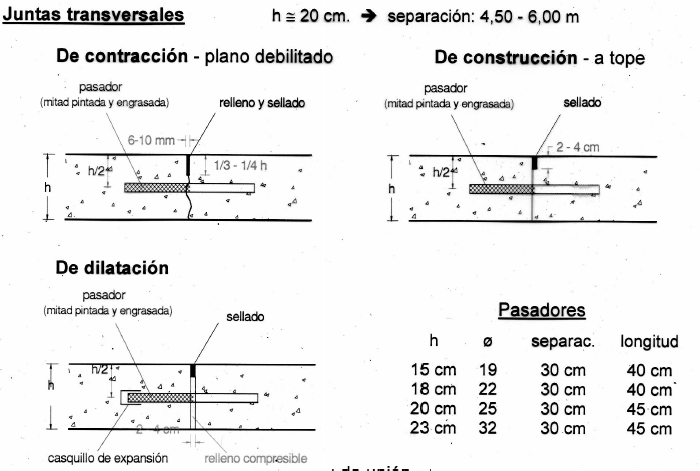 Juntas transversales h ≅ 20 cm. ➔ separación: 4,50 - 6,00 m
De contracción - plano debilitado
pasador
(mitad pintada y engrasada)
relleno y sellado
6-10 mm
1/3 - 1/4 h
h/2
h
De construcción - a tope
pasador
(mitad pintada y engrasada)
sellado
2 - 4 cm
h/2
h
De dilatación
pasador
(mitad pintada y engrasada)
sellado
h/2
h
2 - 4 cm
casquillo de expansión
relleno compresible
Pasadores
h ø separac. longitud
15 cm 19 30 cm 40 cm
18 cm 22 30 cm 40 cm
20 cm 25 30 cm 45 cm
23 cm 32 30 cm 45 cm